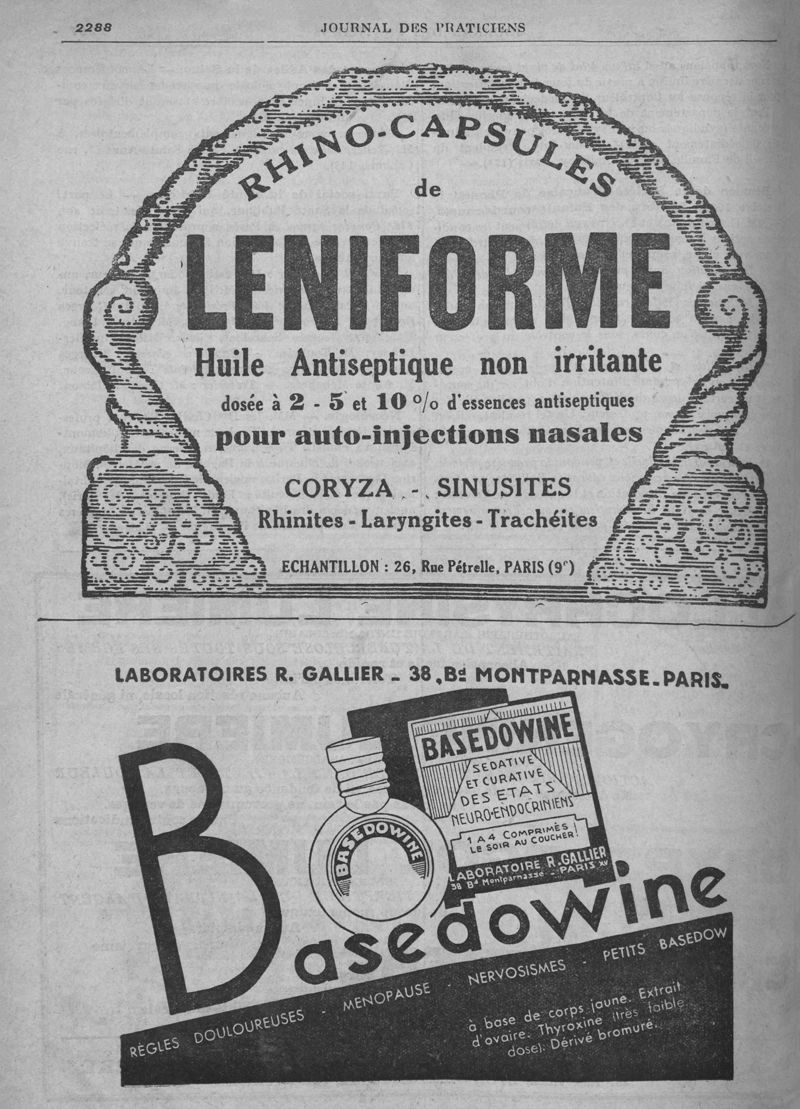 2288
JOURNAL DES PRATICIENS
RHINO-CAPSULES
de
LENIFORME
Huile Antiseptique non irritante
dosée à 2 - 5 et 10 % d'essences antiseptiques
pour auto-injections nasales
CORYZA - SINUSITES
Rhinites - Laryngites - Trachéites
ECHANTILLON : 26, Rue Pétrelle, PARIS (9e)
LABORATOIRES R. GALLIER - 38, Bd MONTPARNASSE - PARIS.
BASEDOWINE
SEDATIVE
ET CURATIVE
DES ETATS
NEURO-ENDOCRINIENS
1 A 4 COMPRIMÉS
LE SOIR AU COUCHER!
LABORATOIRE R. GALLIER
38 Bd Montparnasse - PARIS XV
BASEDOWINE
Basedowine
RÈGLES DOULOUREUSES - MENOPAUSE - NERVOSISMES - PETITS BASEDOW
à base de corps jaune. Extrait
d'ovaire. Thyroxine (très faible
dose). Dérivé bromuré.